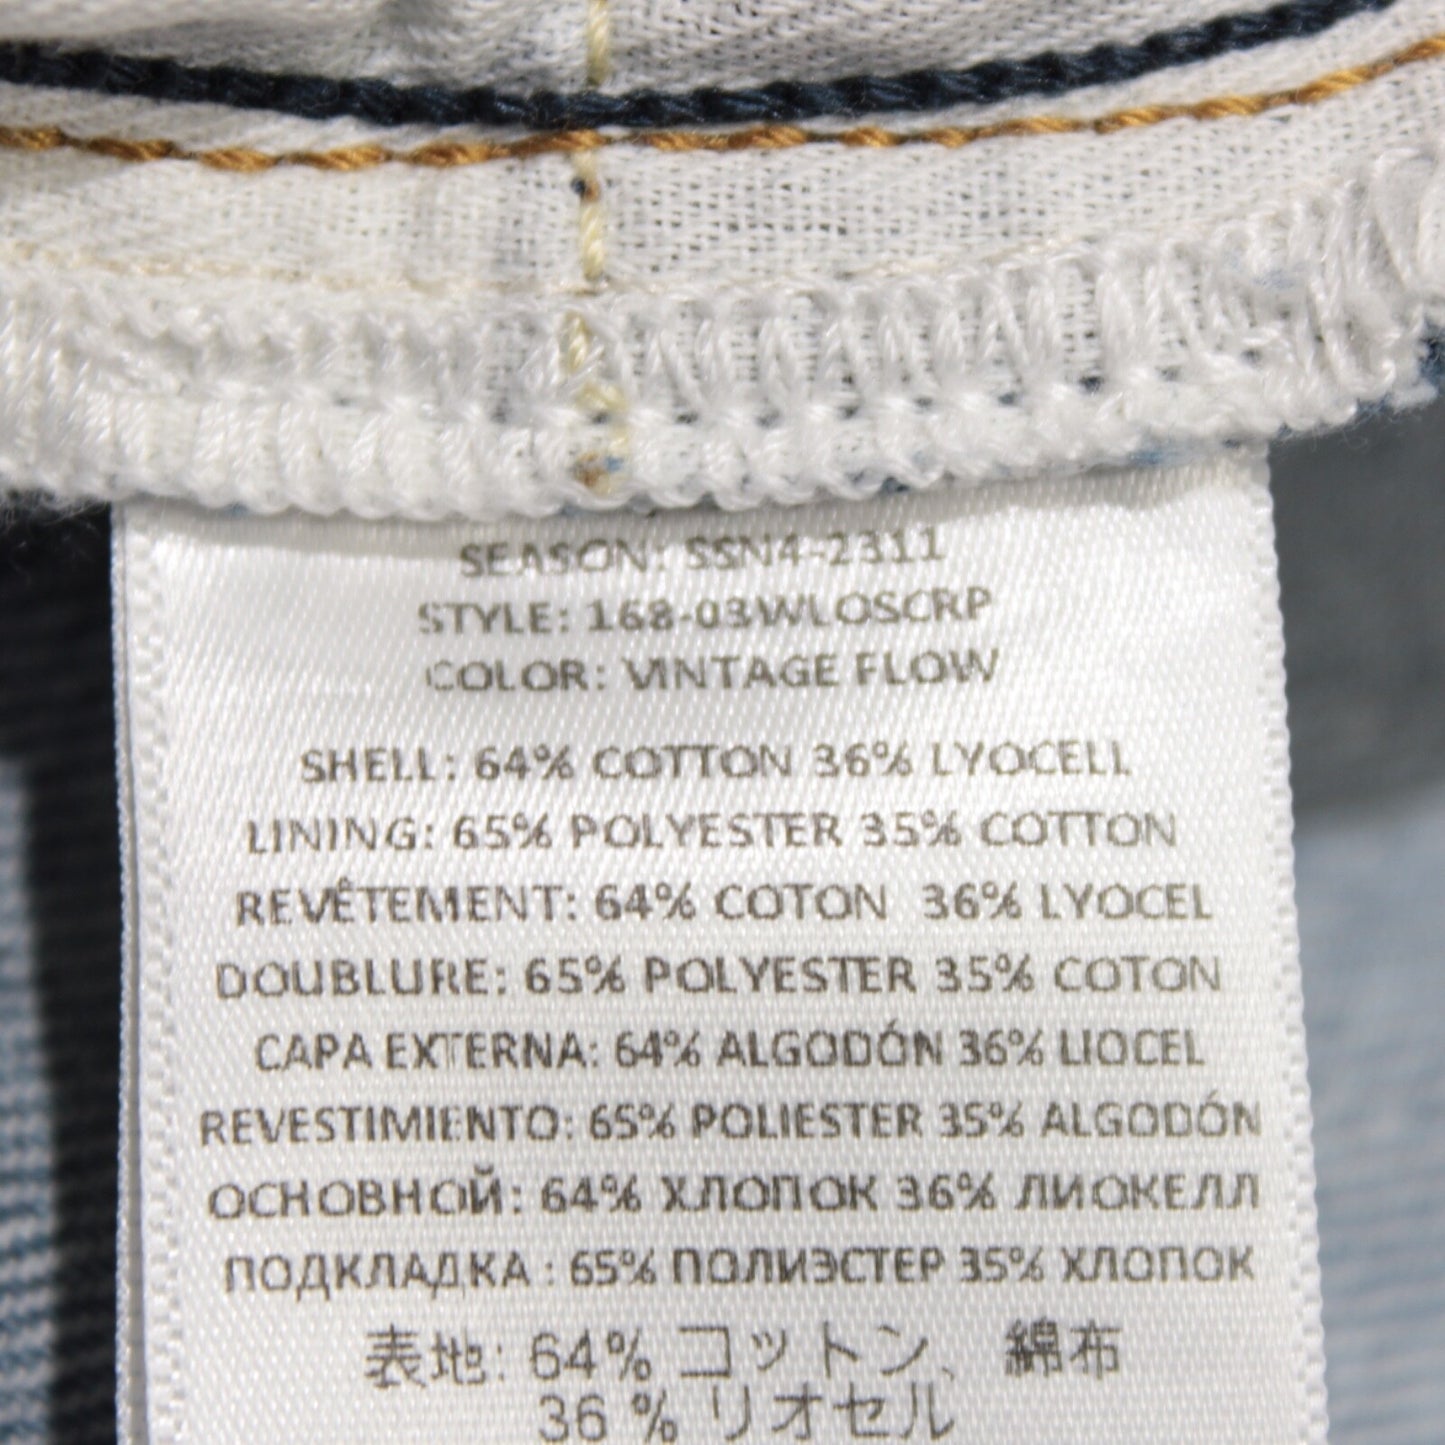 SEASON: SSN4-2311
STYLE: 168-03WLOSCRP
COLOR: VINTAGE FLOW
SHELL: 64% COTTON 36% LYOCELL
LINING: 65% POLYESTER 35% COTTON
REVÊTEMENT: 64% COTON 36% LYOCEL
DOUBLURE: 65% POLYESTER 35% COTON
CAPA EXTERNA: 64% ALGODÓN 36% LIOCEL
REVESTIMIENTO: 65% POLIESTER 35% ALGODÓN
ОСНОВНОЙ: 64% ХЛОПОК 36% ЛИОКЕЛЛ
ПОДКЛАДКА : 65% ПОЛИЭСТЕР 35% ХЛОПОК
表地: 64% コットン、綿布
36 % リオセル